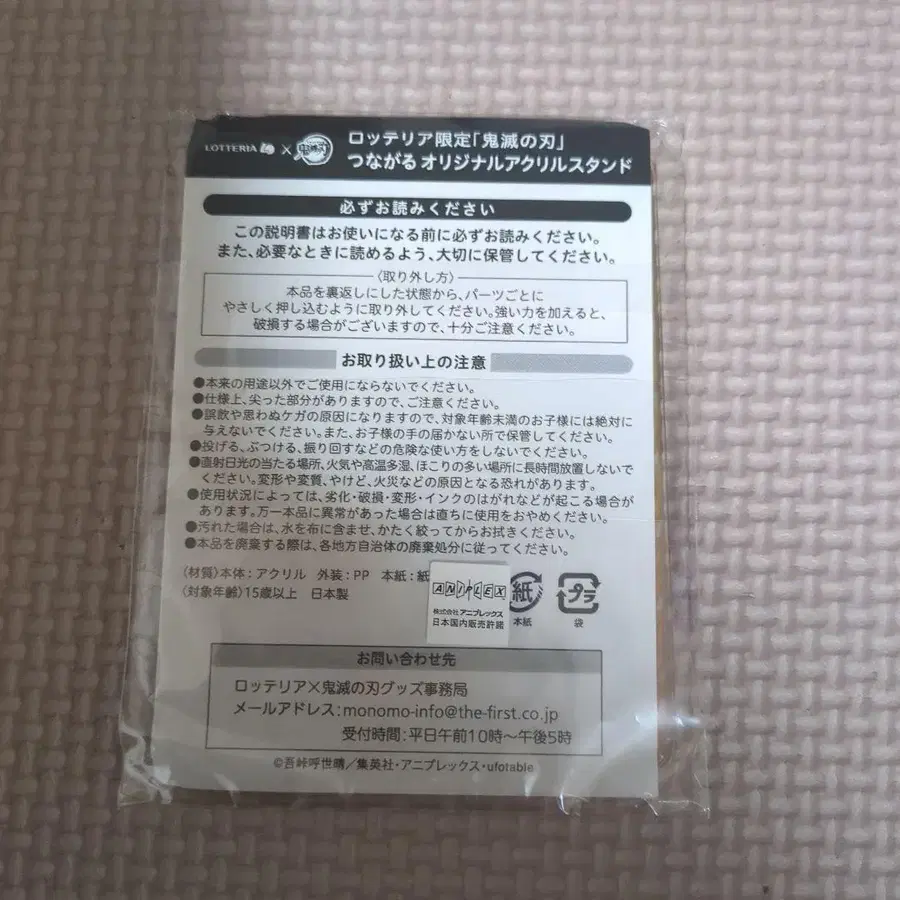 LOTTERIA × 鬼滅の刃
ロッテリア限定「鬼滅の刃」
つながる オリジナルアクリルスタンド
必ずお読みください
この説明書はお使いになる前に必ずお読みください。
また、必要なときに読めるよう、大切に保管してください。
〈取り外し方〉
本品を裏返しにした状態から、パーツごとに
やさしく押し込むように取り外してください。強い力を加えると、
破損する場合がございますので、十分ご注意ください。
お取り扱い上の注意
●本来の用途以外でご使用にならないでください。
●仕様上、尖った部分がありますので、ご注意ください。
●誤飲や思わぬケガの原因になりますので、対象年齢未満のお子様には絶対に
与えないでください。また、お子様の手の届かない所で保管してください。
●投げる、ぶつける、振り回すなどの危険な使い方をしないでください。
●直射日光の当たる場所、火気や高温多湿、ほこりの多い場所に長時間放置しないで
ください。変形や変質、やけど、火災などの原因となる恐れがあります。
●使用状況によっては、劣化・破損・変形・インクのはがれなどが起こる場合が
あります。万一本品に異常があった場合は直ちに使用をおやめください。
●汚れた場合は、水を布に含ませ、かたく絞ってからお拭きください。
●本品を廃棄する際は、各地方自治体の廃棄処分に従ってください。
〈材質〉本体：アクリル 外装：PP 本紙：紙
〈対象年齢〉15歳以上 日本製
ANIPLEX
株式会社 アニプレックス
日本国内販売許諾
紙
本紙
プラ
袋
お問い合わせ先
ロッテリア×鬼滅の刃グッズ事務局
メールアドレス：monomo-info@the-first.co.jp
受付時間：平日午前10時～午後5時
©吾峠呼世晴／集英社・アニプレックス・ufotable